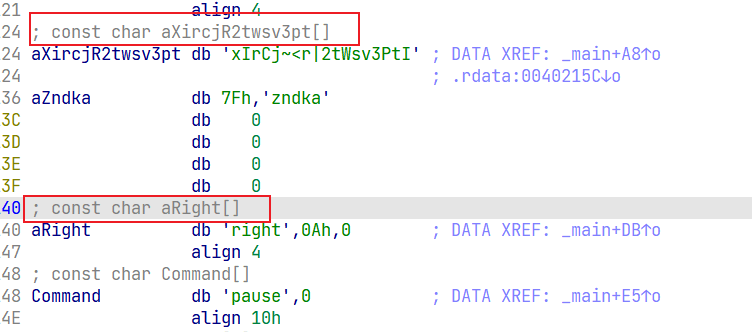 21 align 4
24 ; const char aXircjR2twsv3pt[]
24 aXircjR2twsv3pt db 'xIrCj~<r|2tWsv3PtI' ; DATA XREF: _main+A8↑o
24 ; .rdata:0040215C↓o
36 aZndka db 7Fh,'zndka'
3C db 0
3D db 0
3E db 0
3F db 0
40 ; const char aRight[]
40 aRight db 'right',0Ah,0 ; DATA XREF: _main+DB↑o
47 align 4
48 ; const char Command[]
48 Command db 'pause',0 ; DATA XREF: _main+E5↑o
4E align 10h